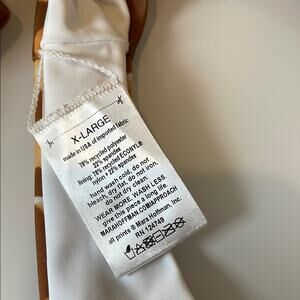 X-LARGE
made in USA of imported fabric
78% recycled polyester
22% spandex
lining: 78% recycled ECONYL®
nylon + 22% spandex
hand wash cold, do not
bleach, dry flat, do not iron,
do not dry clean.
WEAR MORE, WASH LESS.
give this piece a long life.
MARAHOFFMAN.COM/APPROACH
all prints ® Mara Hoffman, Inc.
RN 124749